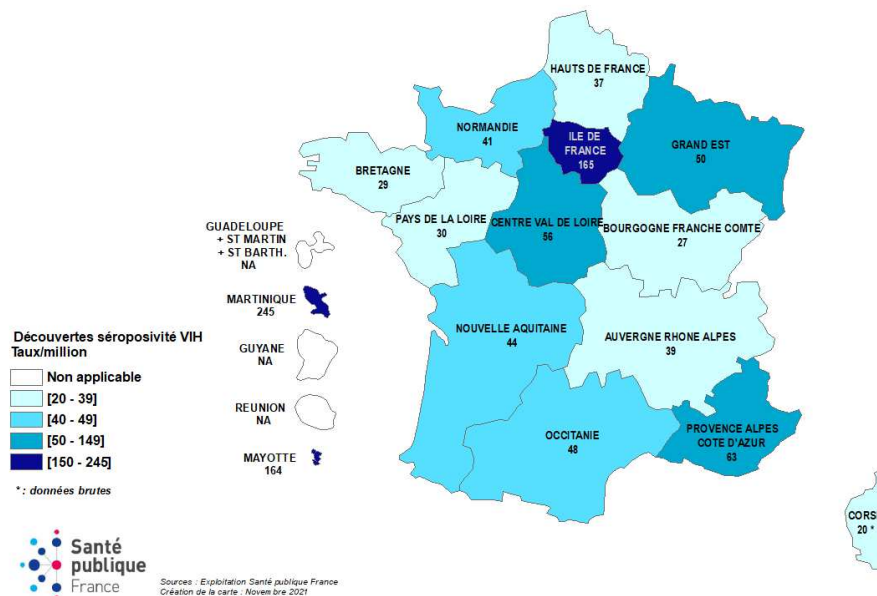 HAUTS DE FRANCE
37
NORMANDIE
41
ILE DE
FRANCE
165
GRAND EST
50
BRETAGNE
29
PAYS DE LA LOIRE
30
CENTRE VAL DE LOIRE
56
BOURGOGNE FRANCHE COMTE
27
GUADELOUPE
+ ST MARTIN
+ ST BARTH.
NA
MARTINIQUE
245
GUYANE
NA
REUNION
NA
MAYOTTE
164
NOUVELLE AQUITAINE
44
AUVERGNE RHONE ALPES
39
OCCITANIE
48
PROVENCE ALPES
COTE D'AZUR
63
CORS
20 *
Découvertes séroposivité VIH
Taux/million
Non applicable
[20 - 39]
[40 - 49]
[50 - 149]
[150 - 245]
* : données brutes
Santé
publique
France
Sources : Exploitation Santé publique France
Création de la carte : Novembre 2021